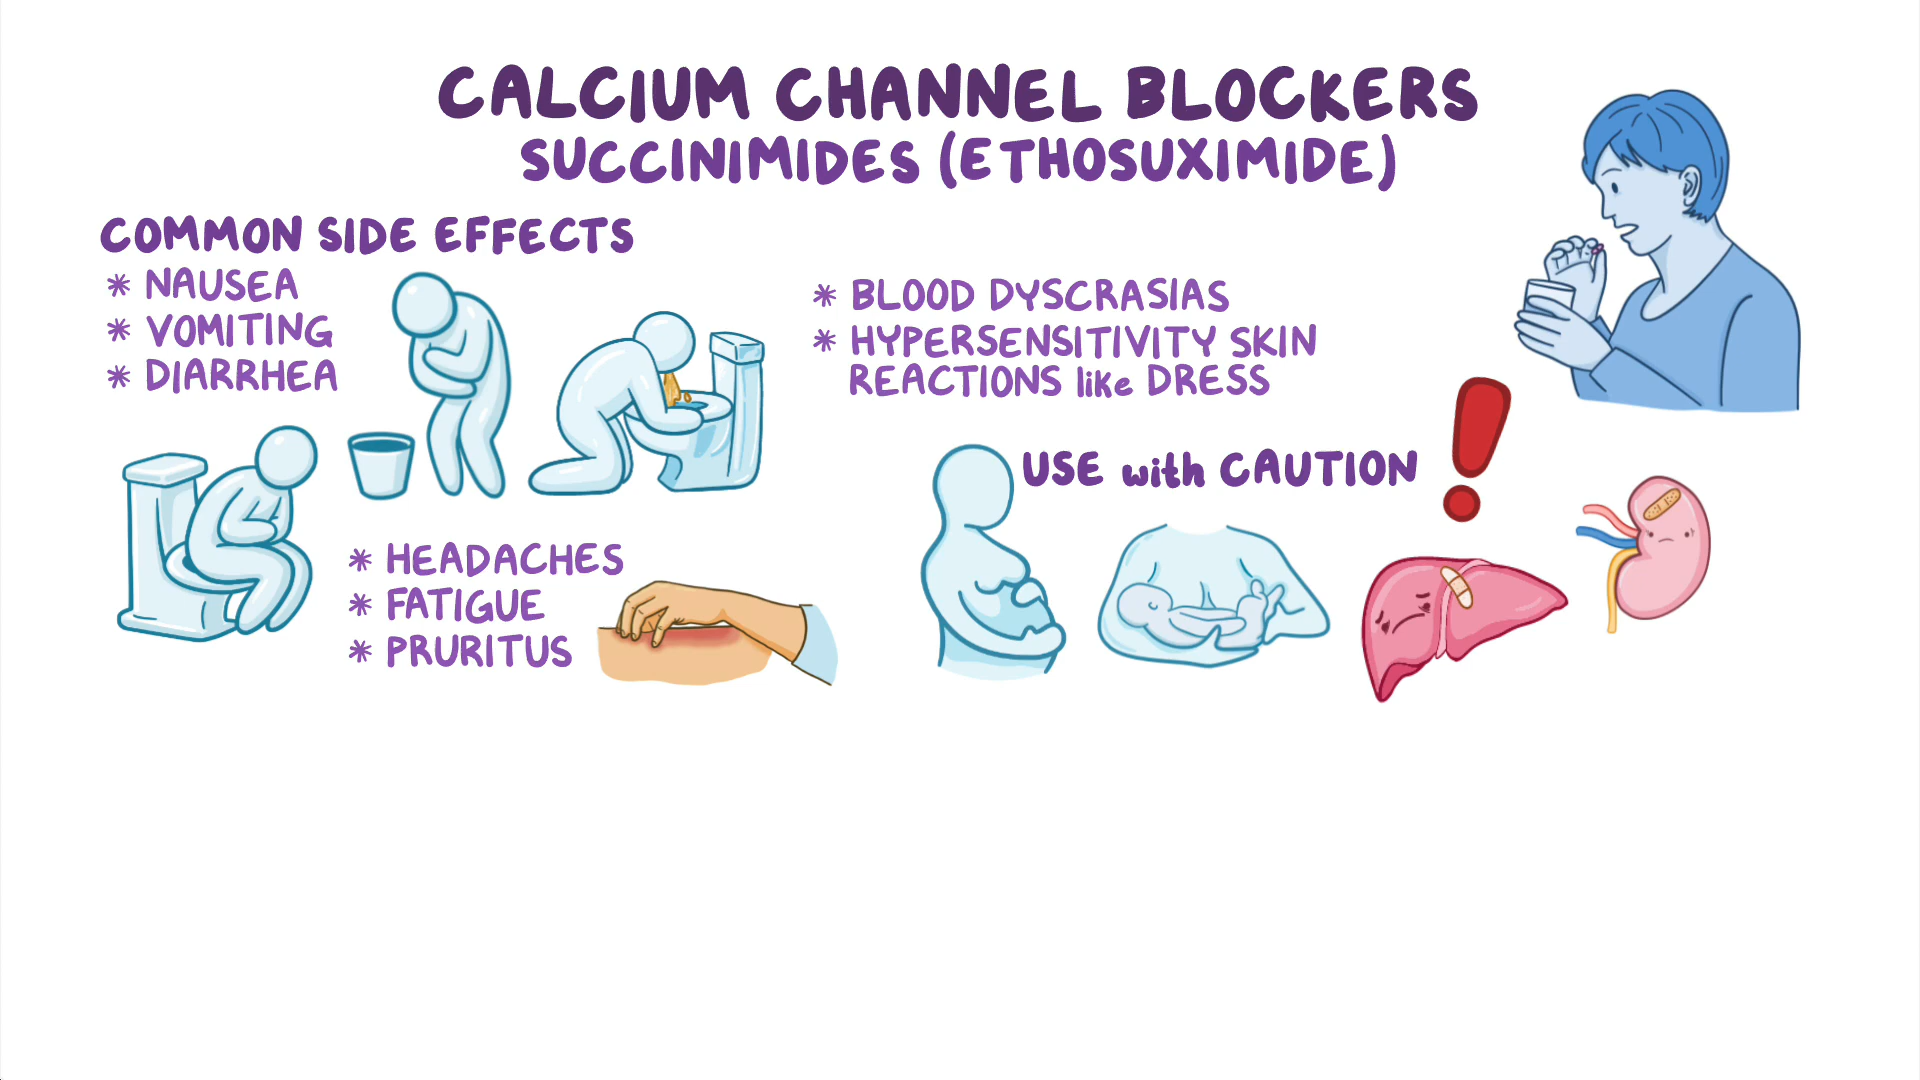 CALCIUM CHANNEL BLOCKERS
SUCCINIMIDES (ETHOSUXIMIDE)
COMMON SIDE EFFECTS
* NAUSEA
* VOMITING
* DIARRHEA
* HEADACHES
* FATIGUE
* PRURITUS
* BLOOD DYSCRASIAS
* HYPERSENSITIVITY SKIN
REACTIONS like DRESS
USE with CAUTION